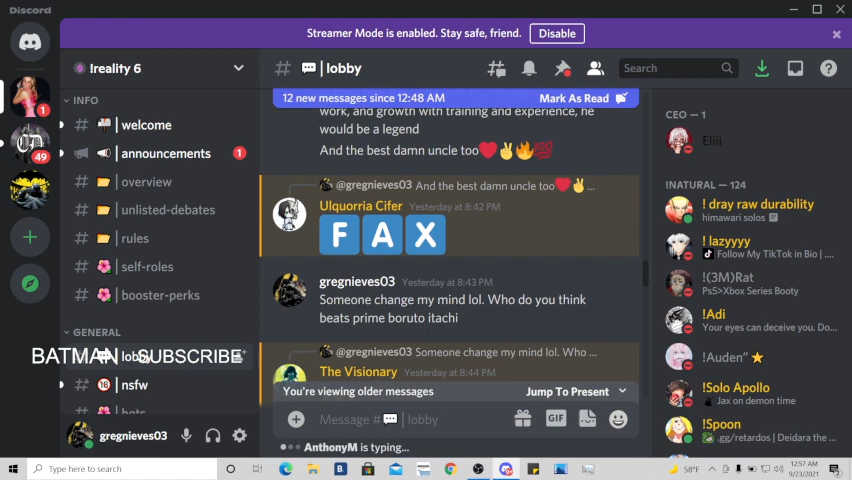 Discord
Streamer Mode is enabled. Stay safe, friend.
Disable
!reality 6
# 💬 | lobby
Search
12 new messages since 12:48 AM
Mark As Read
INFO
# 📬 | welcome
📢 | announcements
1
# 📁 | overview
# 📁 | unlisted-debates
# 📁 | rules
# 🌺 | self-roles
# 🌺 | booster-perks
GENERAL
BATMAN SUBSCRIBE
lobby
# 🔞 | nsfw
bots
gregnieves03
1
49
work, and growth with training and experience, he
would be a legend
And the best damn uncle too❤️✌️🔥💯
@gregnieves03 And the best damn uncle too❤️✌️...
Ulquorria Cifer Yesterday at 8:42 PM
F A X
gregnieves03 Yesterday at 8:43 PM
Someone change my mind lol. Who do you think
beats prime boruto itachi
@gregnieves03 Someone change my mind lol. Who ...
The Visionary Yesterday at 8:44 PM
You're viewing older messages
Jump To Present
Message # 💬 | lobby
GIF
AnthonyM is typing...
CEO — 1
Eliii
INATURAL — 124
! dray raw durability
himawari solos
! lazyyyy
Follow My TikTok in Bio | ....
!(3M)Rat
Ps5>Xbox Series Booty
!Adi
Your eyes can deceive you. Do...
!Auden" ⭐
!Solo Apollo
Jax on demon time
!Spoon
.gg/retardos | Deidara the ...
Type here to search
58°F
12:57 AM
9/23/2021
2